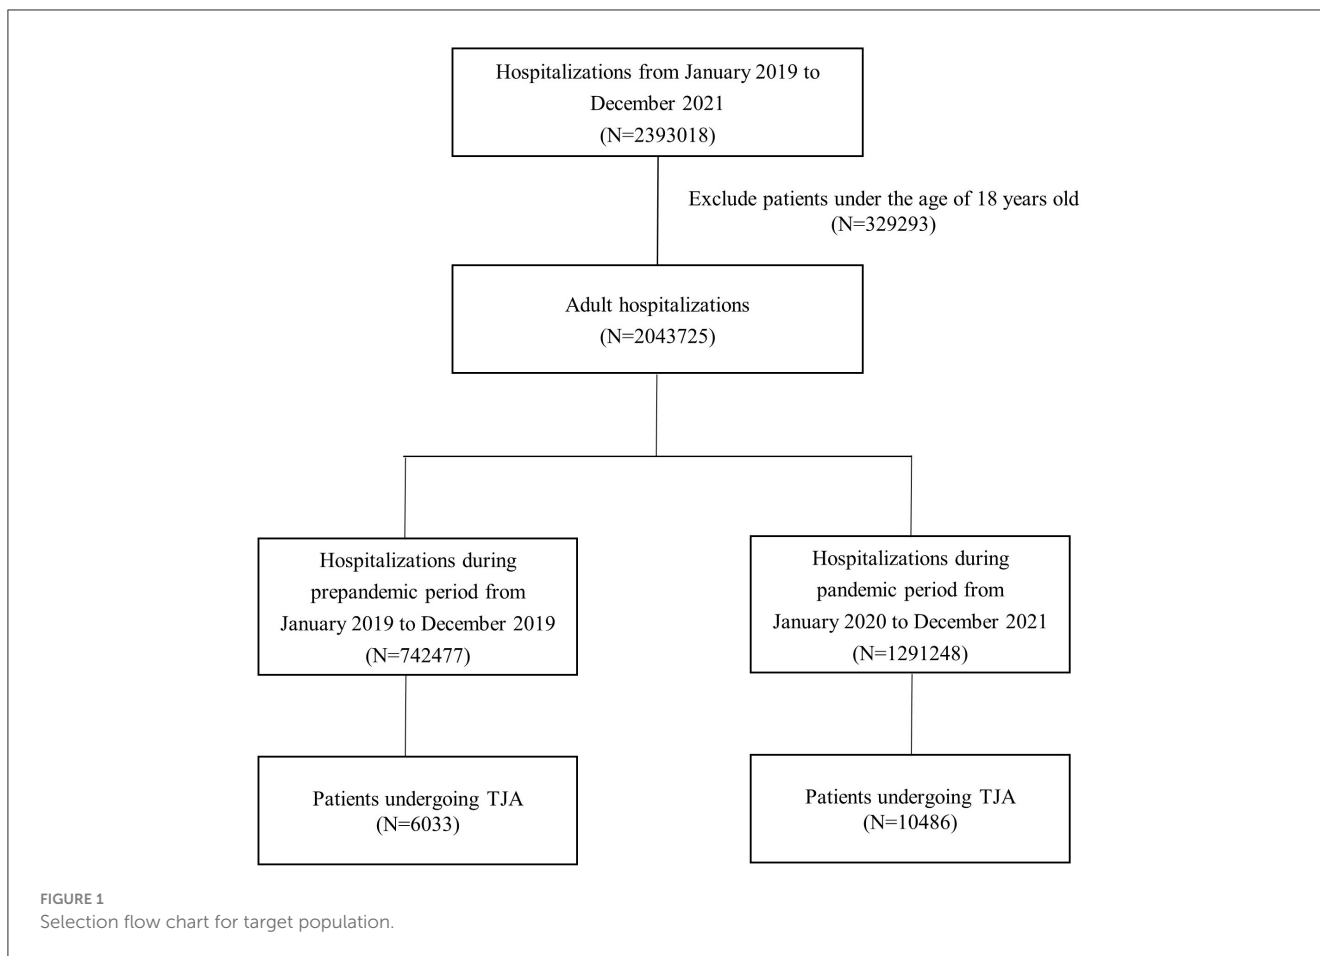 Hospitalizations from January 2019 to
December 2021
(N=2393018)
Exclude patients under the age of 18 years old
(N=329293)
Adult hospitalizations
(N=2043725)
Hospitalizations during
prepandemic period from
January 2019 to December 2019
(N=742477)
Hospitalizations during
pandemic period from
January 2020 to December 2021
(N=1291248)
Patients undergoing TJA
(N=6033)
Patients undergoing TJA
(N=10486)
FIGURE 1
Selection flow chart for target population.